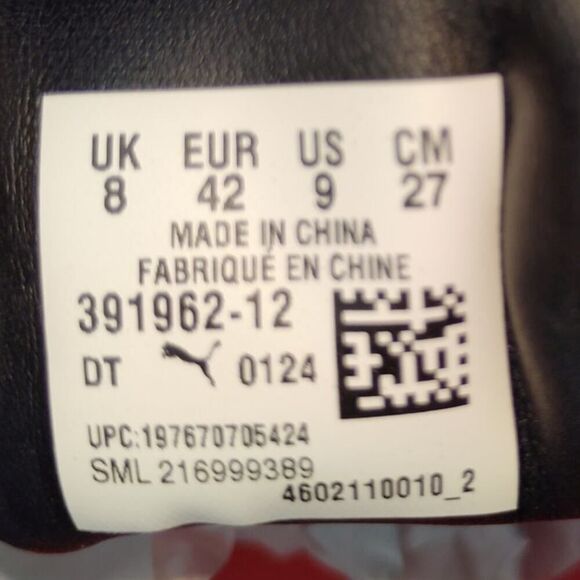 UK EUR US CM
8 42 9 27
MADE IN CHINA
FABRIQUÉ EN CHINE
391962-12
DT 0124
UPC:197670705424
SML 216999389
4602110010_2